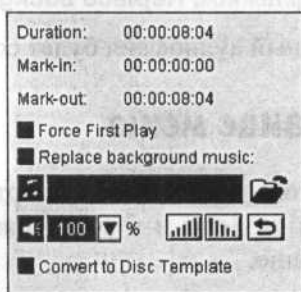 Duration: 00:00:08:04
Mark-in: 00:00:00:00
Mark-out: 00:00:08:04
Force First Play
Replace background music:
100 %
Convert to Disc Template